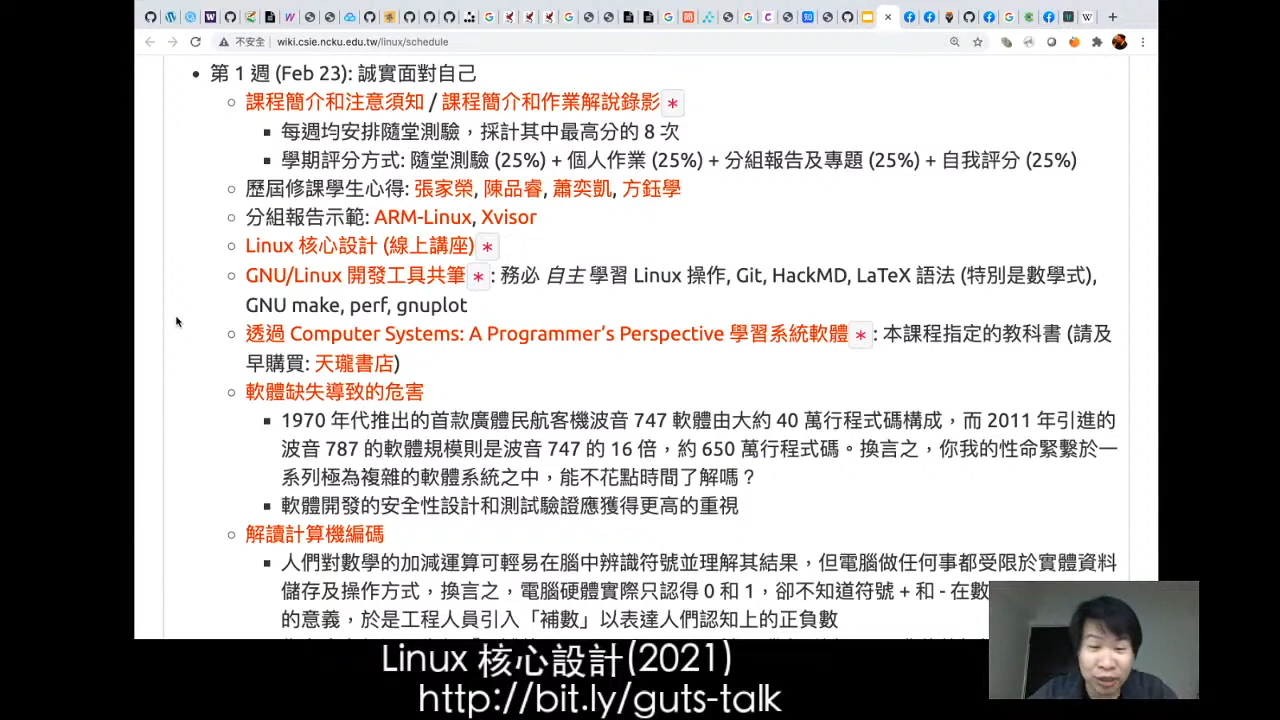 不安全 wiki.csie.ncku.edu.tw/linux/schedule
第 1 週 (Feb 23): 誠實面對自己
課程簡介和注意須知 / 課程簡介和作業解說錄影 *
每週均安排隨堂測驗，採計其中最高分的 8 次
學期評分方式: 隨堂測驗 (25%) + 個人作業 (25%) + 分組報告及專題 (25%) + 自我評分 (25%)
歷屆修課學生心得: 張家榮, 陳品睿, 蕭奕凱, 方鈺學
分組報告示範: ARM-Linux, Xvisor
Linux 核心設計 (線上講座) *
GNU/Linux 開發工具共筆 * : 務必 自主 學習 Linux 操作, Git, HackMD, LaTeX 語法 (特別是數學式),
GNU make, perf, gnuplot
透過 Computer Systems: A Programmer's Perspective 學習系統軟體 * : 本課程指定的教科書 (請及
早購買: 天瓏書店)
軟體缺失導致的危害
1970 年代推出的首款廣體民航客機波音 747 軟體由大約 40 萬行程式碼構成，而 2011 年引進的
波音 787 的軟體規模則是波音 747 的 16 倍，約 650 萬行程式碼。換言之，你我的性命緊繫於一
系列極為複雜的軟體系統之中，能不花點時間了解嗎？
軟體開發的安全性設計和測試驗證應獲得更高的重視
解讀計算機編碼
人們對數學的加減運算可輕易在腦中辨識符號並理解其結果，但電腦做任何事都受限於實體資料
儲存及操作方式，換言之，電腦硬體實際只認得 0 和 1，卻不知道符號 + 和 - 在數
的意義，於是工程人員引入「補數」以表達人們認知上的正負數
Linux 核心設計(2021)
http://bit.ly/guts-talk